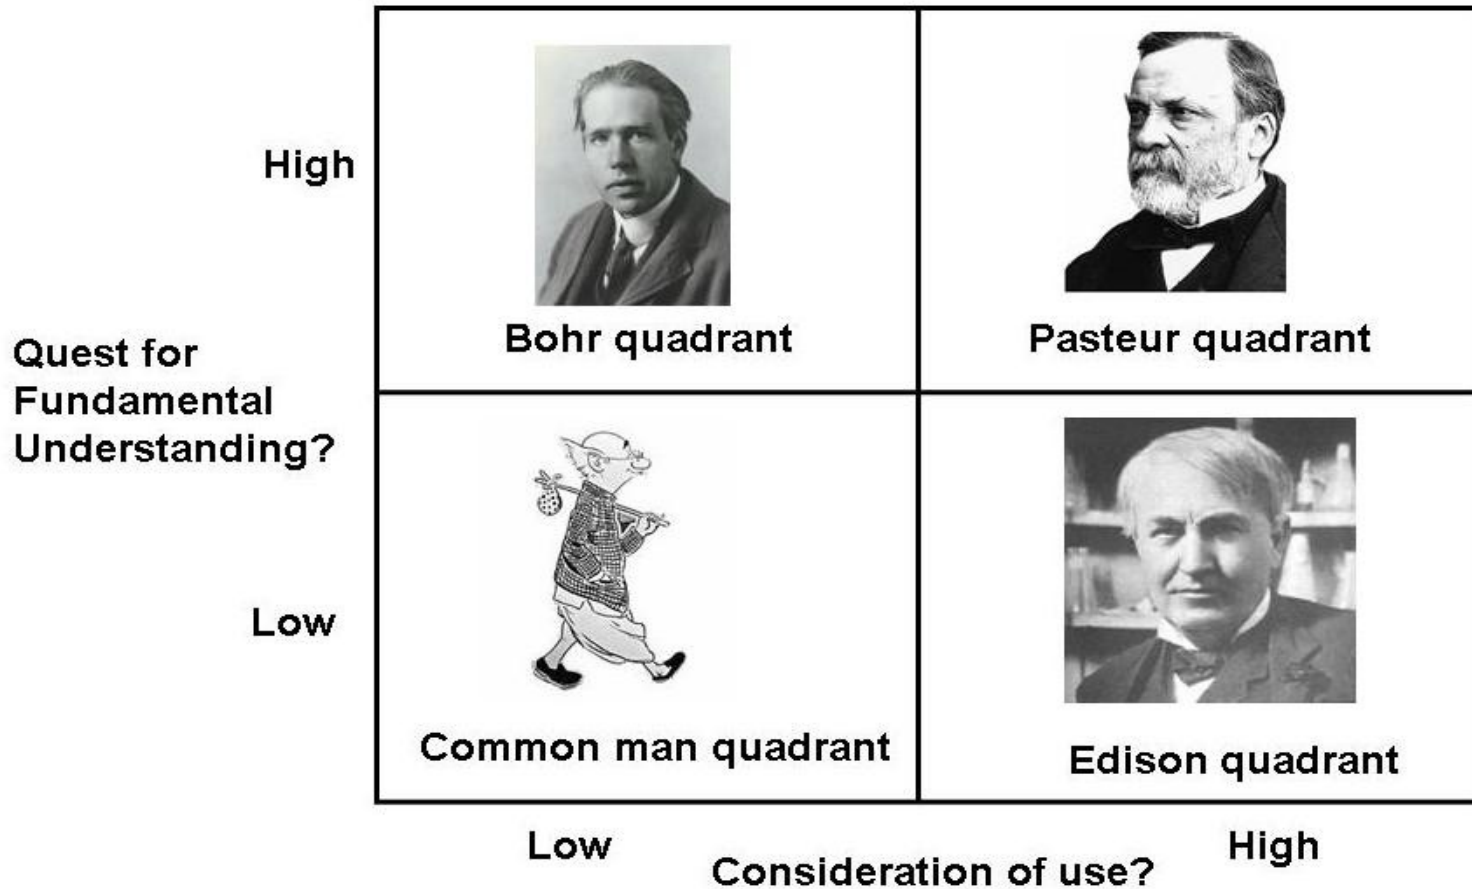 High
Bohr quadrant
Pasteur quadrant
Quest for
Fundamental
Understanding?
Low
Common man quadrant
Edison quadrant
Low
High
Consideration of use?